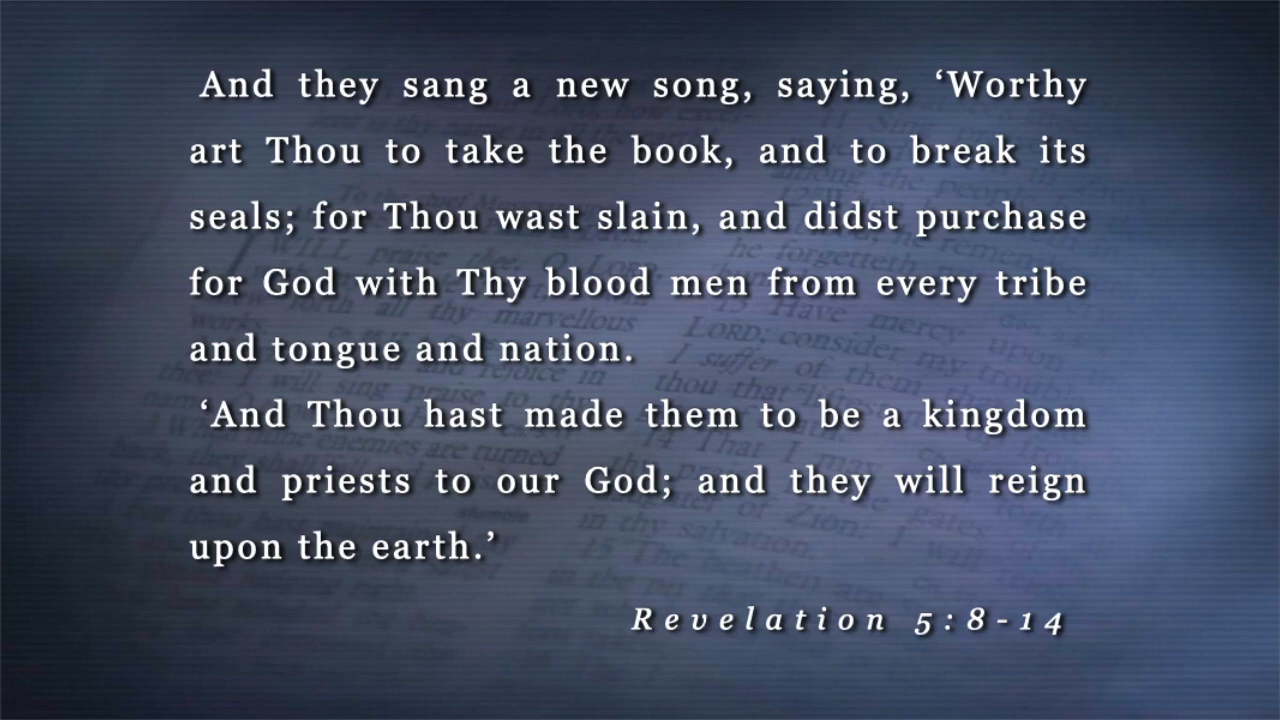 And they sang a new song, saying, ‘Worthy
art Thou to take the book, and to break its
seals; for Thou wast slain, and didst purchase
for God with Thy blood men from every tribe
and tongue and nation.
‘And Thou hast made them to be a kingdom
and priests to our God; and they will reign
upon the earth.’
Revelation 5:8-14